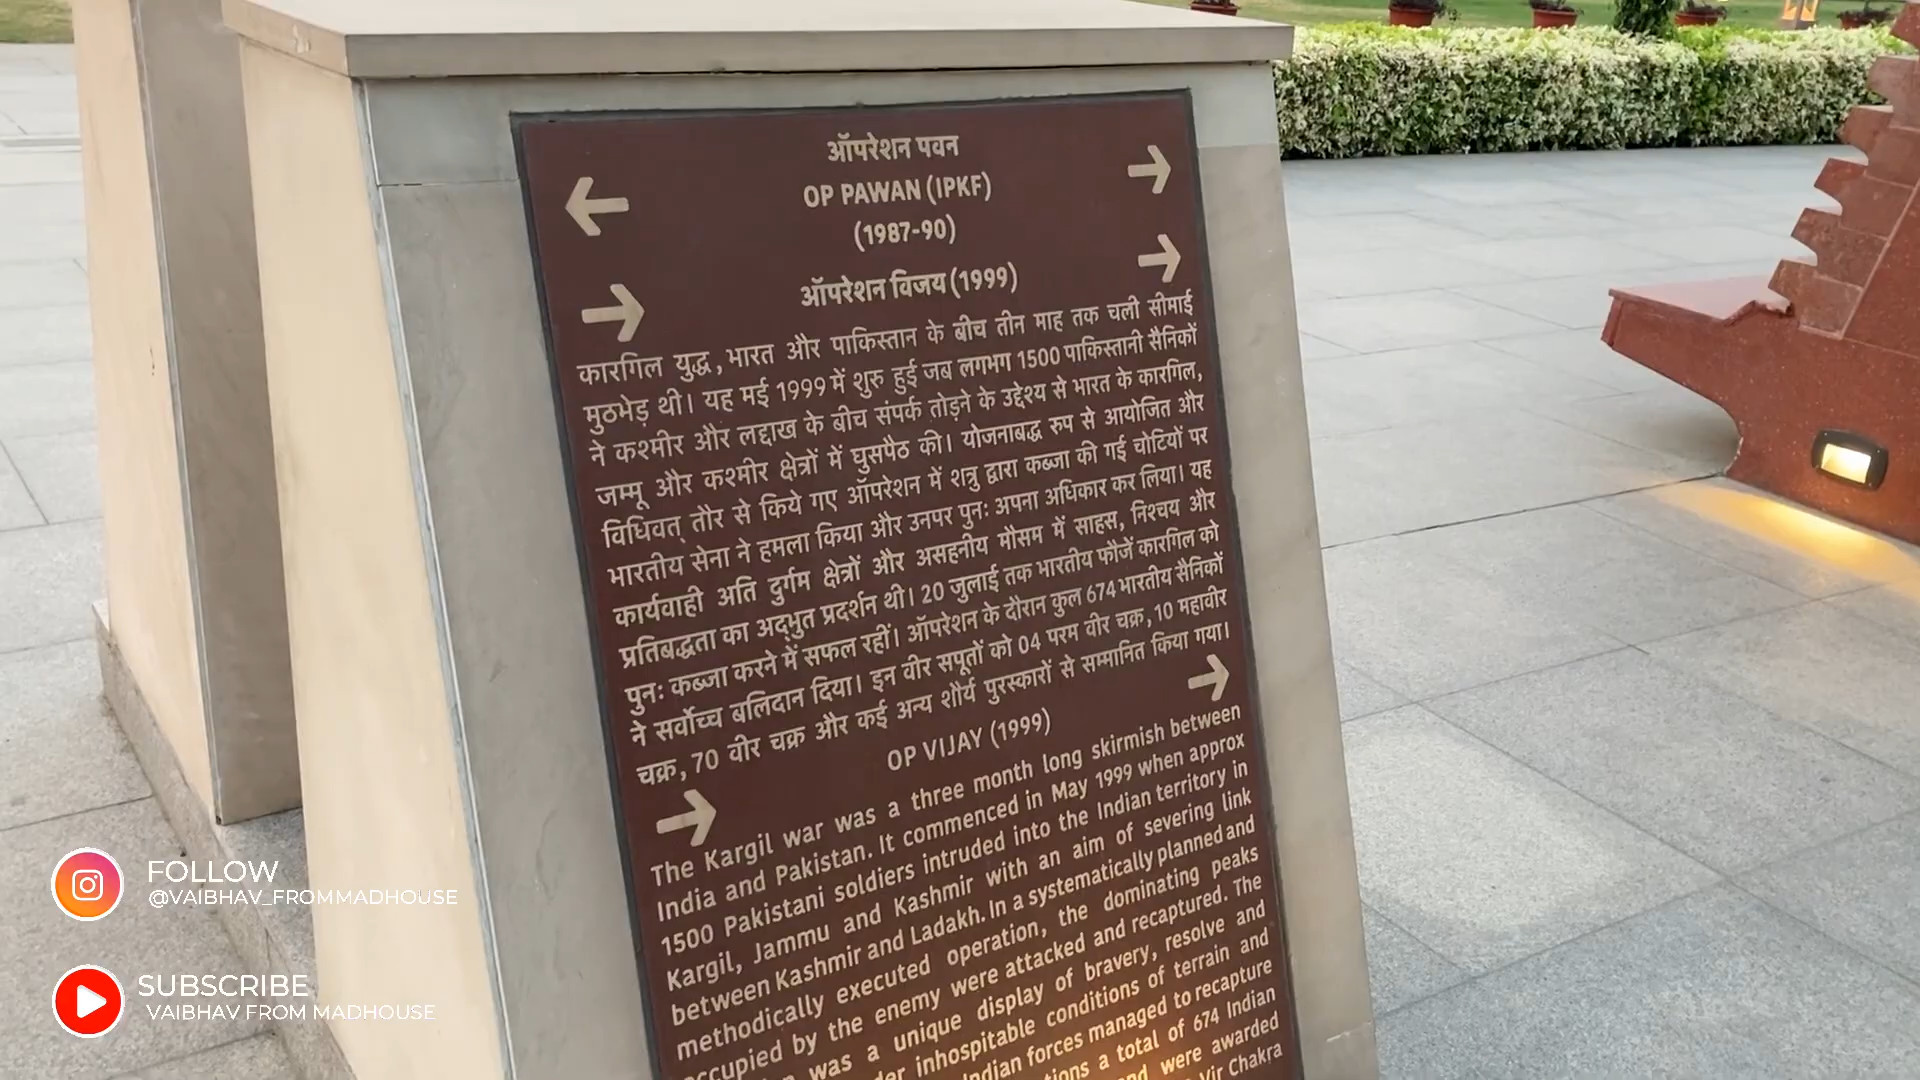 ऑपरेशन पवन
OP PAWAN (IPKF)
(1987-90)
ऑपरेशन विजय (1999)
कारगिल युद्ध, भारत और पाकिस्तान के बीच तीन माह तक चली सीमाई
मुठभेड़ थी। यह मई 1999 में शुरु हुई जब लगभग 1500 पाकिस्तानी सैनिकों
ने कश्मीर और लद्दाख के बीच संपर्क तोड़ने के उद्देश्य से भारत के कारगिल,
जम्मू और कश्मीर क्षेत्रों में घुसपैठ की। योजनाबद्ध रुप से आयोजित और
विधिवत् तौर से किये गए ऑपरेशन में शत्रु द्वारा कब्जा की गई चोटियों पर
भारतीय सेना ने हमला किया और उनपर पुनः अपना अधिकार कर लिया। यह
कार्यवाही अति दुर्गम क्षेत्रों और असहनीय मौसम में साहस, निश्चय और
प्रतिबद्धता का अद्भुत प्रदर्शन थी। 20 जुलाई तक भारतीय फौजें कारगिल को
पुनः कब्जा करने में सफल रहीं। ऑपरेशन के दौरान कुल 674 भारतीय सैनिकों
ने सर्वोच्च बलिदान दिया। इन वीर सपूतों को 04 परम वीर चक्र, 10 महावीर
चक्र, 70 वीर चक्र और कई अन्य शौर्य पुरस्कारों से सम्मानित किया गया।
OP VIJAY (1999)
The Kargil war was a three month long skirmish between
India and Pakistan. It commenced in May 1999 when approx
1500 Pakistani soldiers intruded into the Indian territory in
Kargil, Jammu and Kashmir with an aim of severing link
between Kashmir and Ladakh. In a systematically planned and
methodically executed operation, the dominating peaks
occupied by the enemy were attacked and recaptured. The
was a unique display of bravery, resolve and
inhospitable conditions of terrain and
Indian forces managed to recapture
a total of 674 Indian
and were awarded
Vir Chakra
FOLLOW
@VAIBHAV_FROMMADHOUSE
SUBSCRIBE
VAIBHAV FROM MADHOUSE